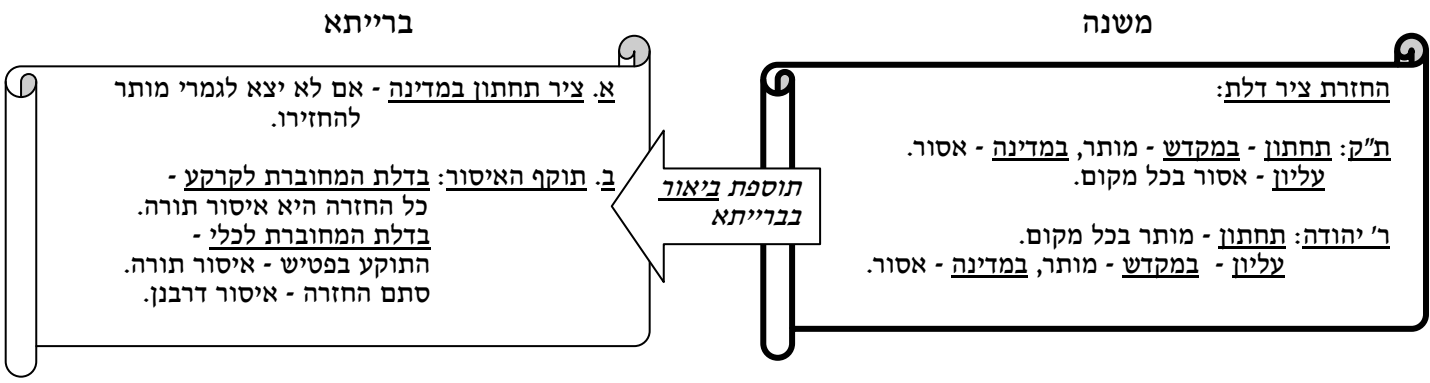 משנה
החזרת ציר דלת:
ת"ק: תחתון - במקדש - מותר, במדינה - אסור.
עליון - אסור בכל מקום.
ר' יהודה: תחתון - מותר בכל מקום.
עליון - במקדש - מותר, במדינה - אסור.
תוספת ביאור
בברייתא
ברייתא
א. ציר תחתון במדינה - אם לא יצא לגמרי מותר
להחזירו.
ב. תוקף האיסור: בדלת המחוברת לקרקע -
כל החזרה היא איסור תורה.
בדלת המחוברת לכלי -
התוקע בפטיש - איסור תורה.
סתם החזרה - איסור דרבנן.